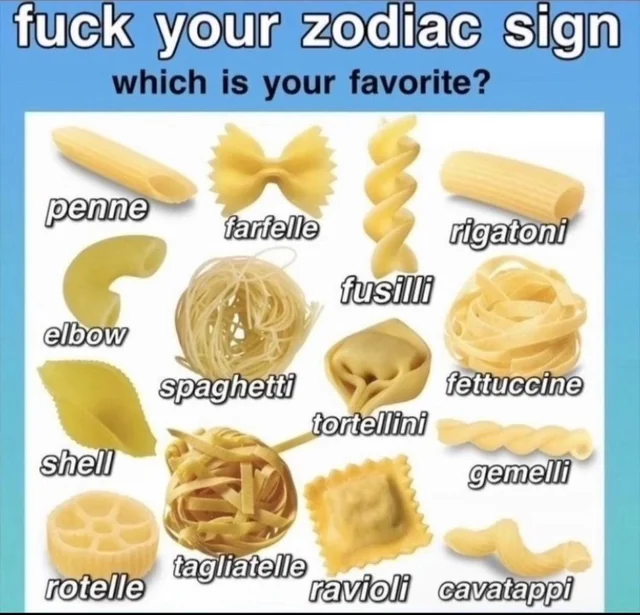 fuck your zodiac sign
which is your favorite?
penne
farfelle
fusilli
rigatoni
elbow
spaghetti
tortellini
fettuccine
shell
gemelli
rotelle
tagliatelle
ravioli
cavatappi